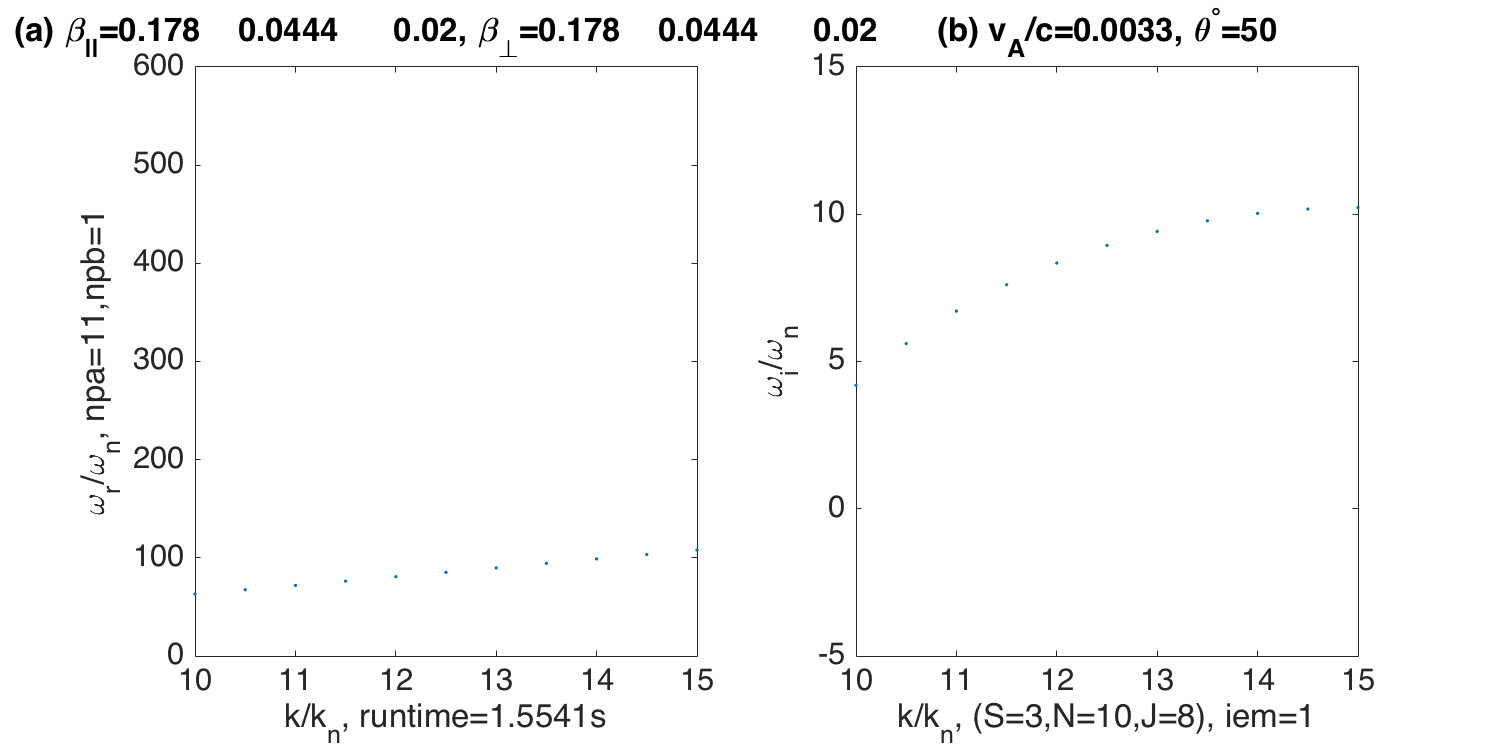 (a) β||=0.178 0.0444 0.02, β⊥=0.178 0.0444 0.02 (b) vA/c=0.0033, θ°=50
600
500
400
300
200
100
0
ωr/ωn, npa=11,npb=1
10 11 12 13 14 15
k/kn, runtime=1.5541s
15
10
5
0
-5
ωi/ωn
10 11 12 13 14 15
k/kn, (S=3,N=10,J=8), iem=1